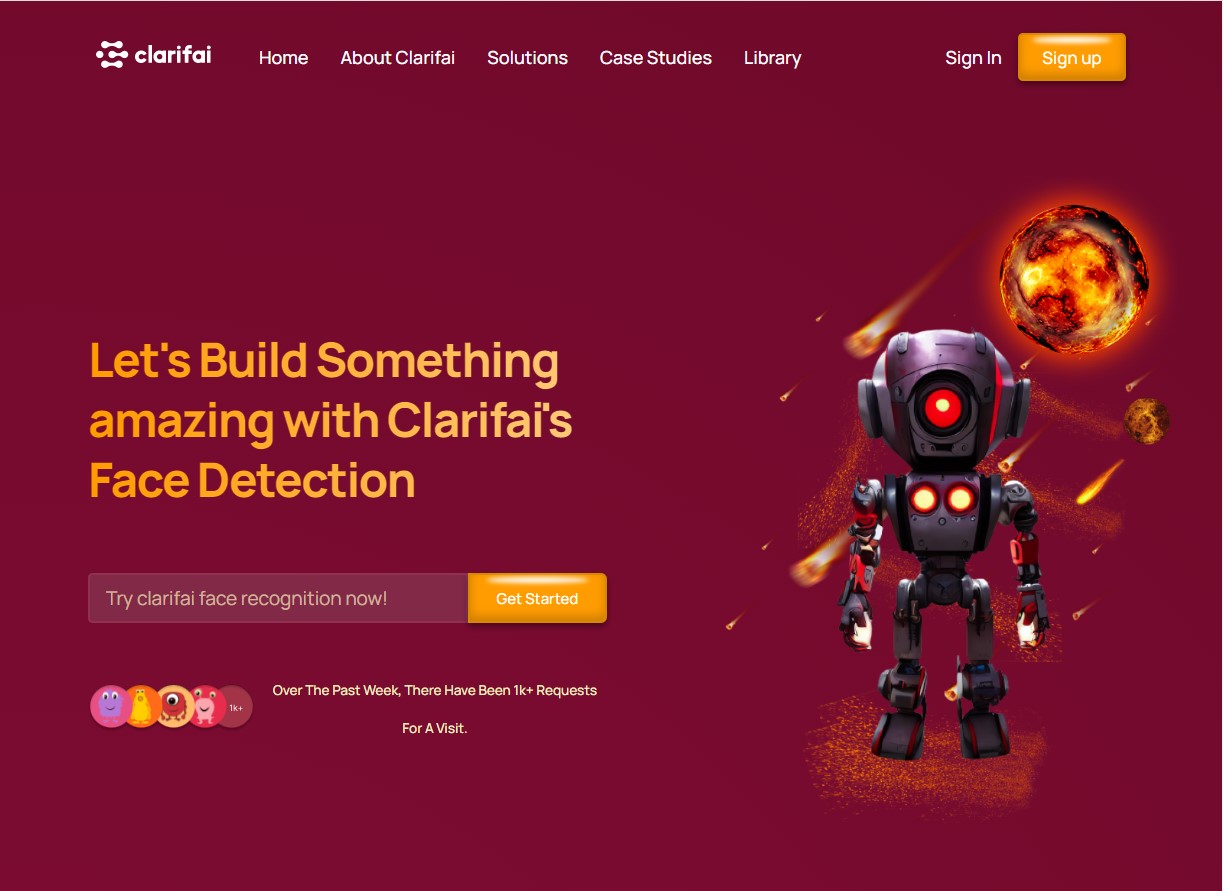 clarifai Home About Clarifai Solutions Case Studies Library Sign In Sign up
Let's Build Something
amazing with Clarifai's
Face Detection
Try clarifai face recognition now! Get Started
Over The Past Week, There Have Been 1k+ Requests
1k+
For A Visit.